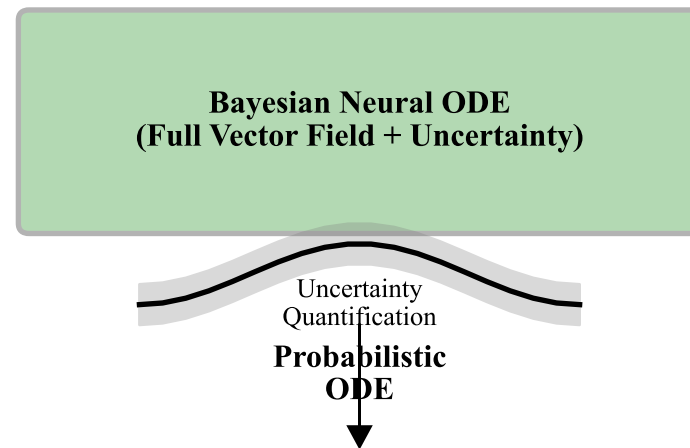 Bayesian Neural ODE
(Full Vector Field + Uncertainty)
Uncertainty
Quantification
Probabilistic
ODE